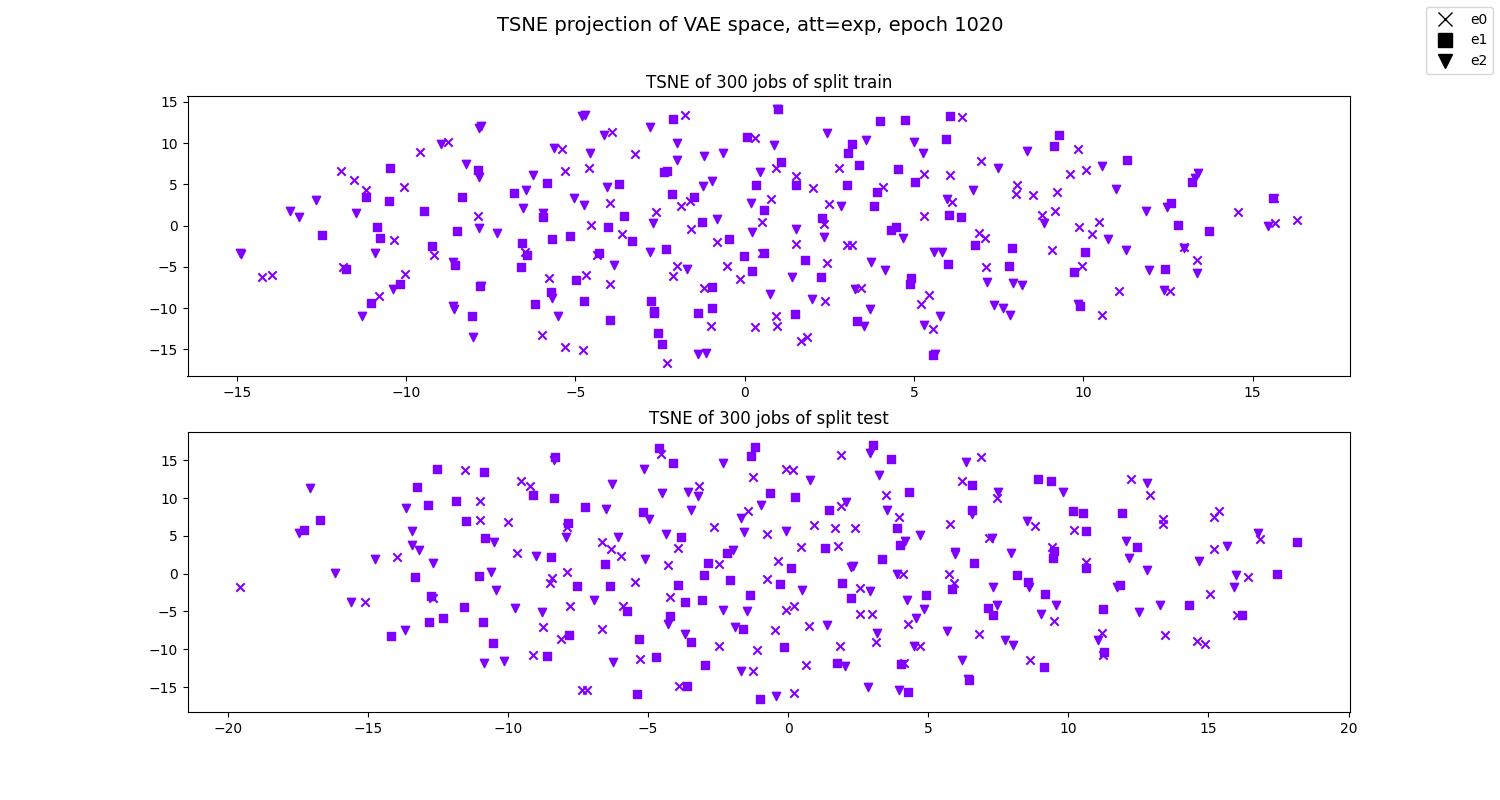 TSNE projection of VAE space, att=exp, epoch 1020
e0
e1
e2
TSNE of 300 jobs of split train
15
10
5
0
−5
−10
−15
−15 −10 −5 0 5 10 15
TSNE of 300 jobs of split test
15
10
5
0
−5
−10
−15
−20 −15 −10 −5 0 5 10 15 20